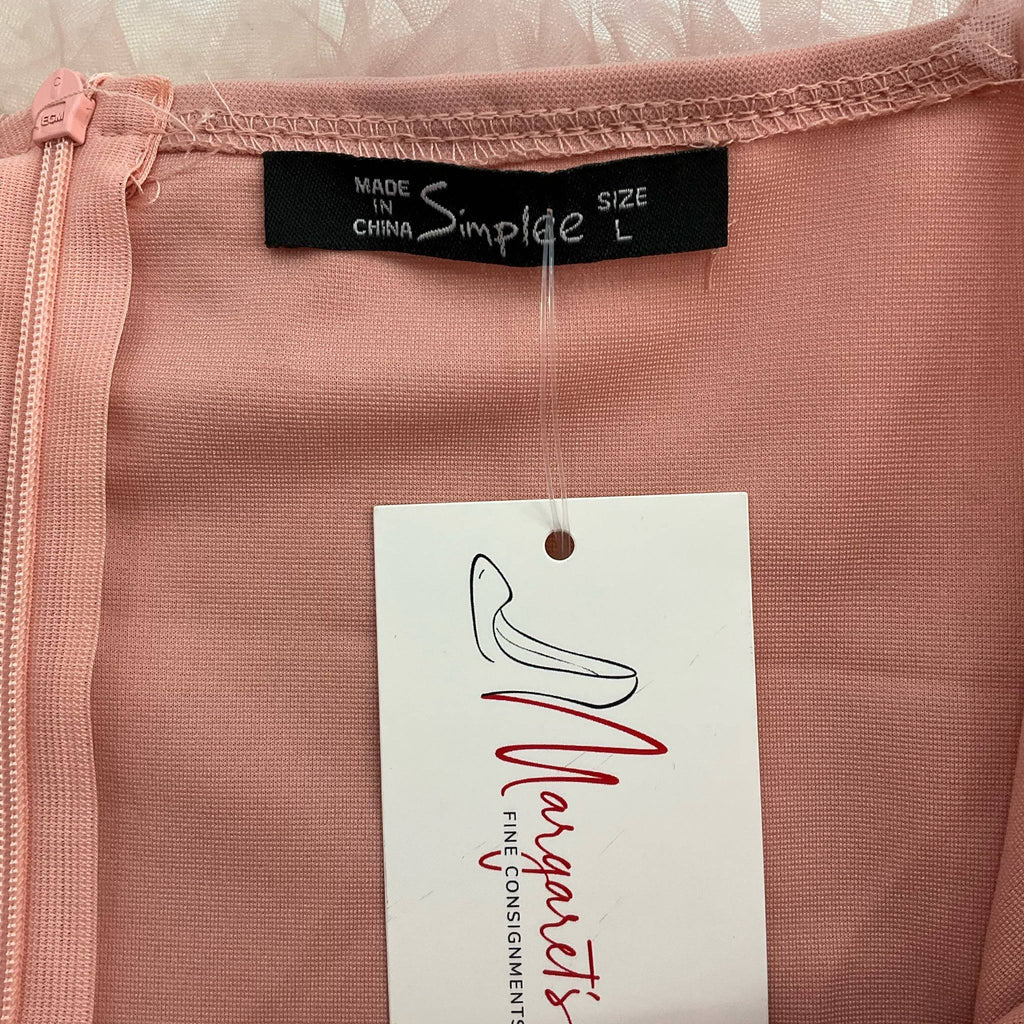 MADE
IN
CHINA
Simplee
SIZE
L
Margaret's
FINE CONSIGNMENTS